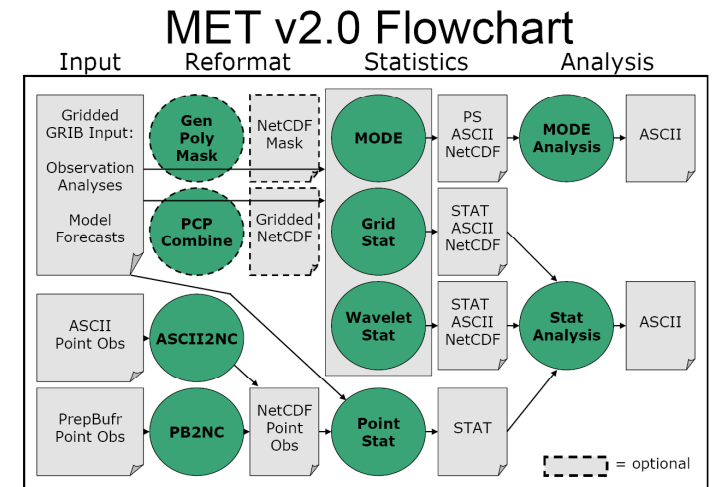 MET v2.0 Flowchart
Input
Reformat
Statistics
Analysis
Gridded
GRIB Input:
Observation
Analyses
Model
Forecasts
Gen
Poly
Mask
NetCDF
Mask
MODE
PS
ASCII
NetCDF
MODE
Analysis
ASCII
PCP
Combine
Gridded
NetCDF
Grid
Stat
STAT
ASCII
NetCDF
ASCII
Point Obs
ASCII2NC
Wavelet
Stat
STAT
ASCII
NetCDF
Stat
Analysis
ASCII
PrepBufr
Point Obs
PB2NC
NetCDF
Point
Obs
Point
Stat
STAT
= optional